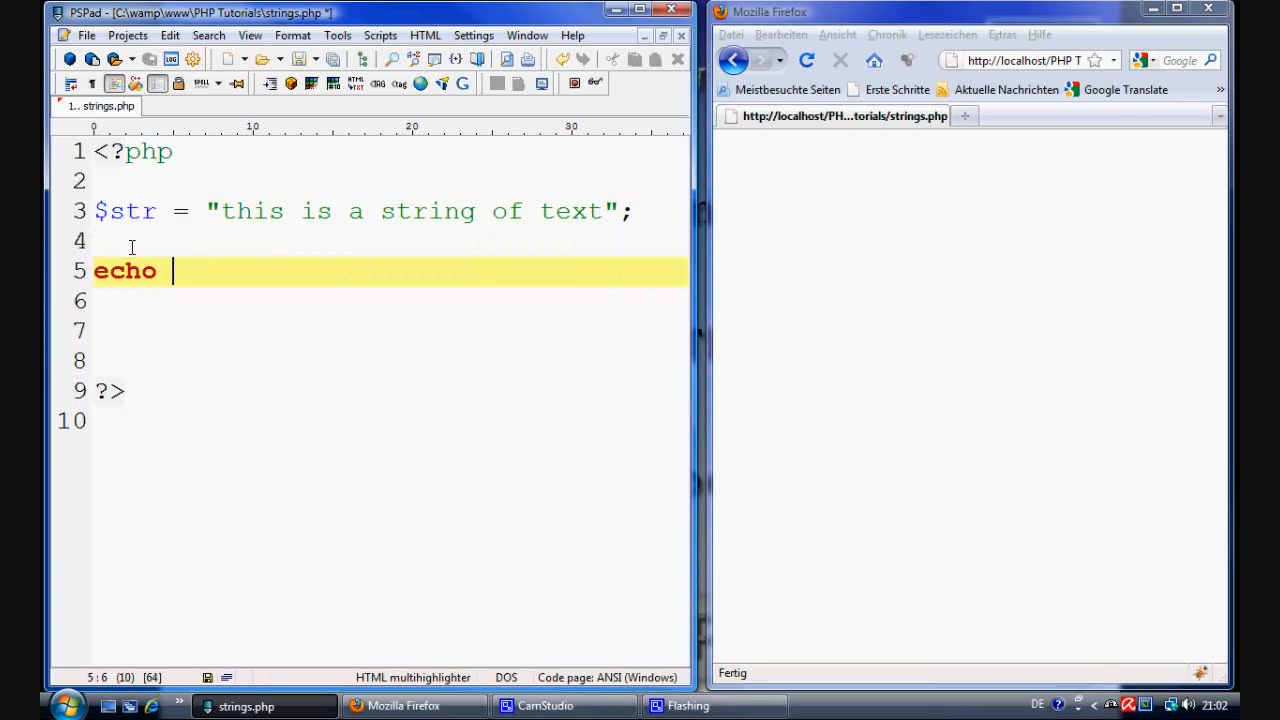 PSPad - [C:\wamp\www\PHP Tutorials\strings.php *]
File Projects Edit Search View Format Tools Scripts HTML Settings Window Help
1.. strings.php
0 10 20 30
1 <?php
2
3 $str = "this is a string of text";
4
5 echo
6
7
8
9 ?>
10
5:6 (10) [64] HTML multihighlighter DOS Code page: ANSI (Windows)
Mozilla Firefox
Datei Bearbeiten Ansicht Chronik Lesezeichen Extras Hilfe
http://localhost/PHP T Google
Meistbesuchte Seiten Erste Schritte Aktuelle Nachrichten Google Translate »
http://localhost/PH...torials/strings.php
Fertig
» strings.php Mozilla Firefox CamStudio Flashing DE 21:02